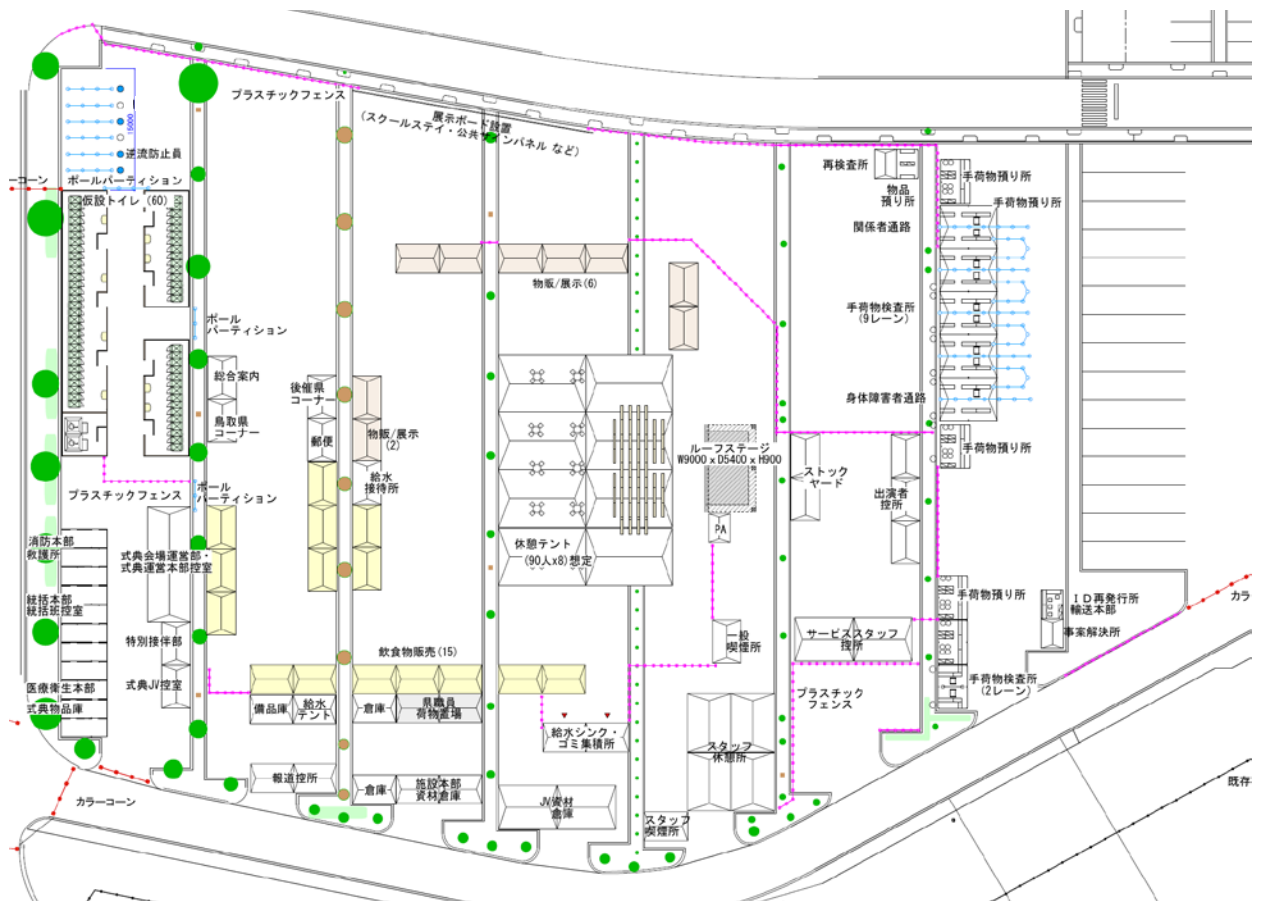 プラスチックフェンス
展示ボード設置
(スクールステイ・公共サインパネル など)
15000
逆流防止員
ーコーン
ポールパーティション
仮設トイレ (60)
再検査所
物品
預り所
手荷物預り所
手荷物預り所
関係者通路
物販/展示(6)
手荷物検査所
(9レーン)
ポール
パーティション
総合案内
鳥取県
コーナー
後催県
コーナー
郵便
物販/展示
(2)
給水
接待所
身体障害者通路
手荷物預り所
ルーフステージ
W9000 x D5400 x H900
ストック
ヤード
出演者
控所
PA
プラスチックフェンス
ポール
パーティション
消防本部
救護所
式典会場運営部・
式典運営本部控室
休憩テント
(90人x8)想定
統括本部
統括班控室
手荷物預り所
ID再発行所
輸送本部
事案解決所
カラ
特別接伴部
飲食物販売(15)
一般
喫煙所
サービススタッフ
控所
式典JV控室
医療衛生本部
式典物品庫
備品庫
給水
テント
倉庫
県職員
荷物置場
手荷物検査所
(2レーン)
プラスチック
フェンス
給水シンク・
ゴミ集積所
スタッフ
休憩所
報道控所
倉庫
施設本部
資材倉庫
JV資材
倉庫
スタッフ
喫煙所
カラーコーン
既存